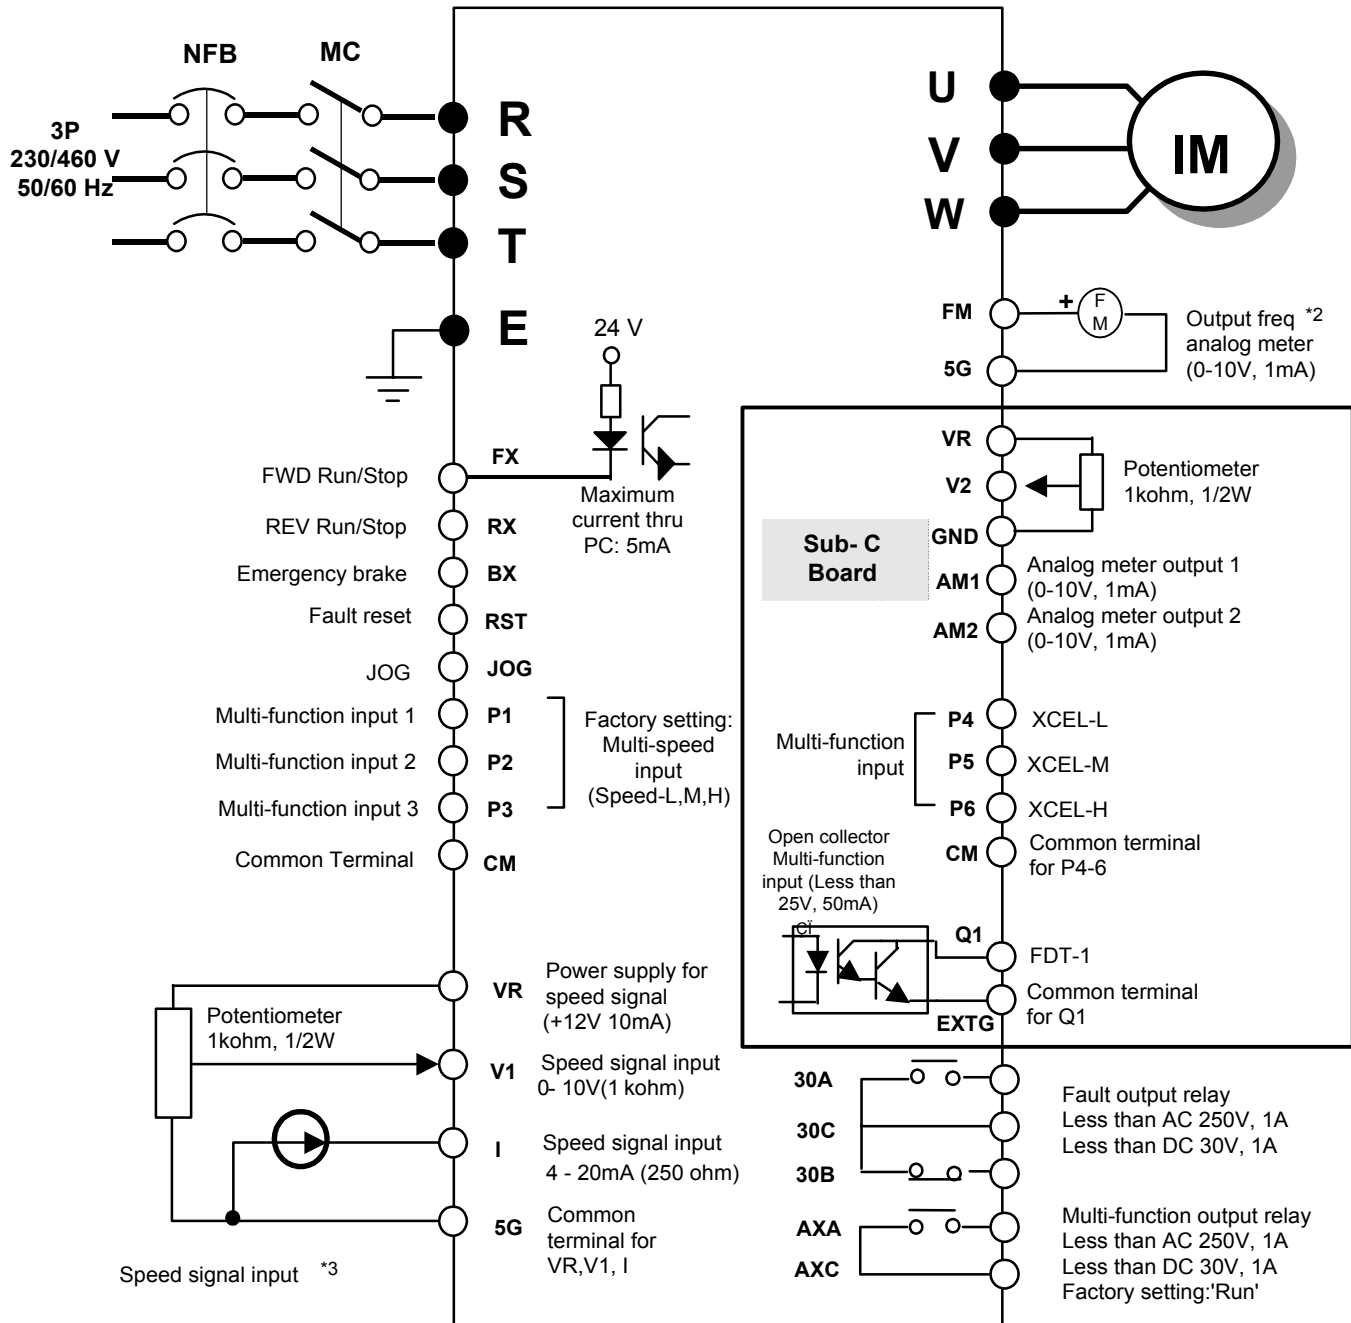 NFB
MC
3P
230/460 V
50/60 Hz
R
S
T
E
U
V
W
IM
24 V
FM
+
F
M
5G
Output freq *2
analog meter
(0-10V, 1mA)
FWD Run/Stop
FX
REV Run/Stop
RX
Emergency brake
BX
Fault reset
RST
JOG
JOG
Multi-function input 1
P1
Multi-function input 2
P2
Multi-function input 3
P3
Common Terminal
CM
Maximum
current thru
PC: 5mA
Factory setting:
Multi-speed
input
(Speed-L,M,H)
VR
V2
GND
Potentiometer
1kohm, 1/2W
Sub- C
Board
AM1
Analog meter output 1
(0-10V, 1mA)
AM2
Analog meter output 2
(0-10V, 1mA)
Multi-function
input
P4
XCEL-L
P5
XCEL-M
P6
XCEL-H
CM
Common terminal
for P4-6
Open collector
Multi-function
input (Less than
25V, 50mA)
ÇÏ
Q1
FDT-1
EXTG
Common terminal
for Q1
Potentiometer
1kohm, 1/2W
VR
Power supply for
speed signal
(+12V 10mA)
V1
Speed signal input
0- 10V(1 kohm)
I
Speed signal input
4 - 20mA (250 ohm)
5G
Common
terminal for
VR,V1, I
Speed signal input *3
30A
30C
30B
Fault output relay
Less than AC 250V, 1A
Less than DC 30V, 1A
AXA
AXC
Multi-function output relay
Less than AC 250V, 1A
Less than DC 30V, 1A
Factory setting:'Run'